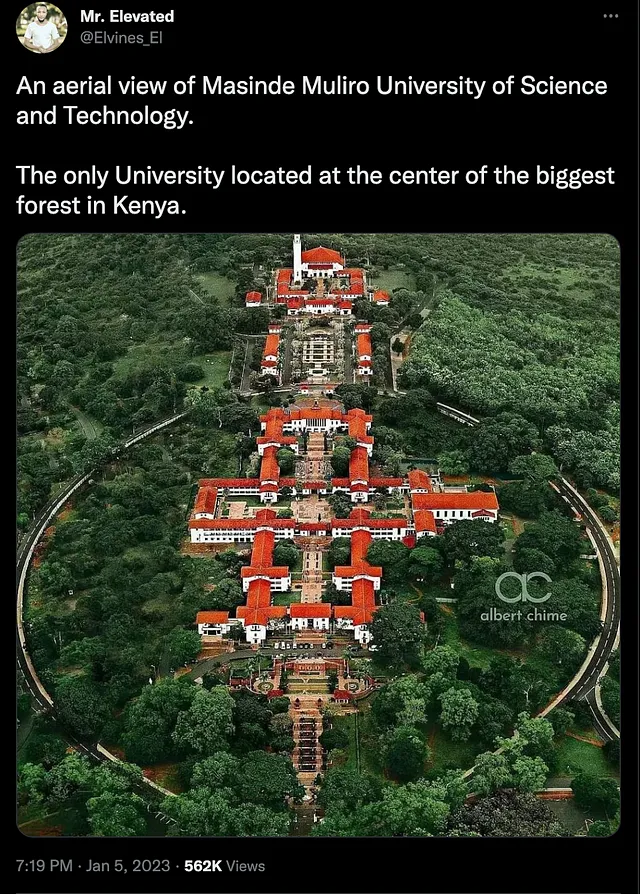 Mr. Elevated
@Elvines_El
An aerial view of Masinde Muliro University of Science
and Technology.
The only University located at the center of the biggest
forest in Kenya.
ac
albert chime
7:19 PM · Jan 5, 2023 · 562K Views